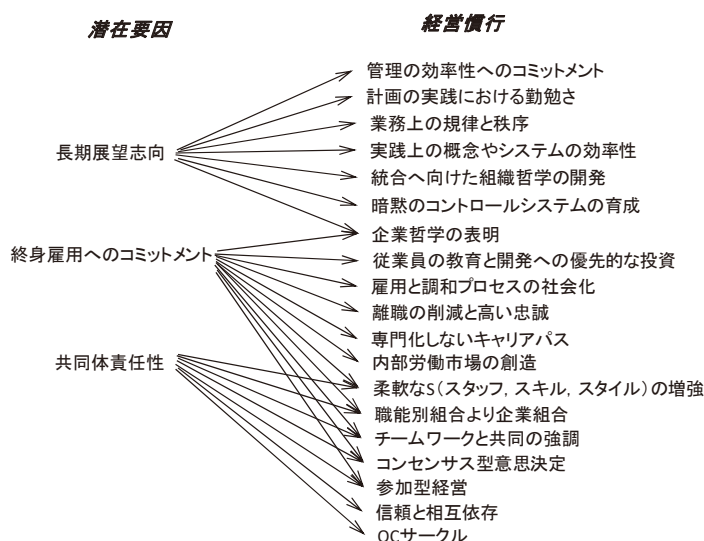 潜在要因
経営慣行
管理の効率性へのコミットメント
計画の実践における勤勉さ
業務上の規律と秩序
長期展望志向
実践上の概念やシステムの効率性
統合へ向けた組織哲学の開発
暗黙のコントロールシステムの育成
企業哲学の表明
終身雇用へのコミットメント
従業員の教育と開発への優先的な投資
雇用と調和プロセスの社会化
離職の削減と高い忠誠
専門化しないキャリアパス
共同体責任性
内部労働市場の創造
柔軟なS(スタッフ, スキル, スタイル)の増強
職能別組合より企業組合
チームワークと共同の強調
コンセンサス型意思決定
参加型経営
信頼と相互依存
QCサークル